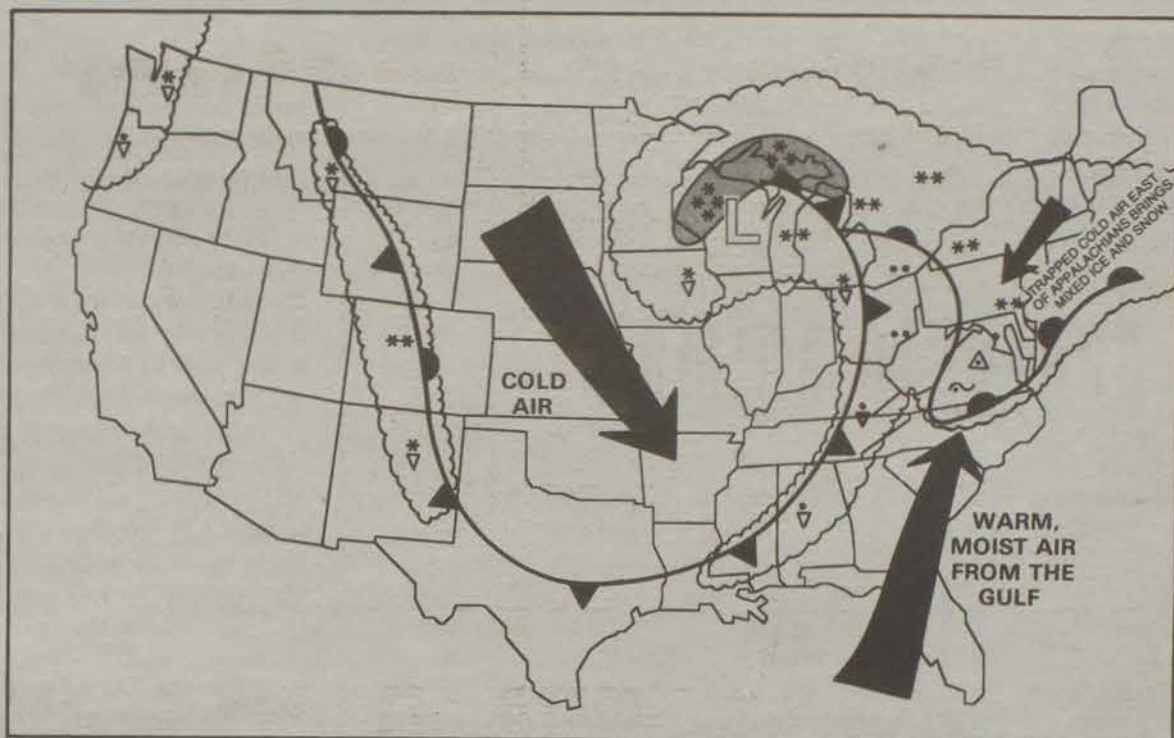 L
COLD
AIR
TRAPPED COLD AIR EAST
OF APPALACHIANS BRINGS
MIXED ICE AND SNOW
WARM,
MOIST AIR
FROM THE
GULF